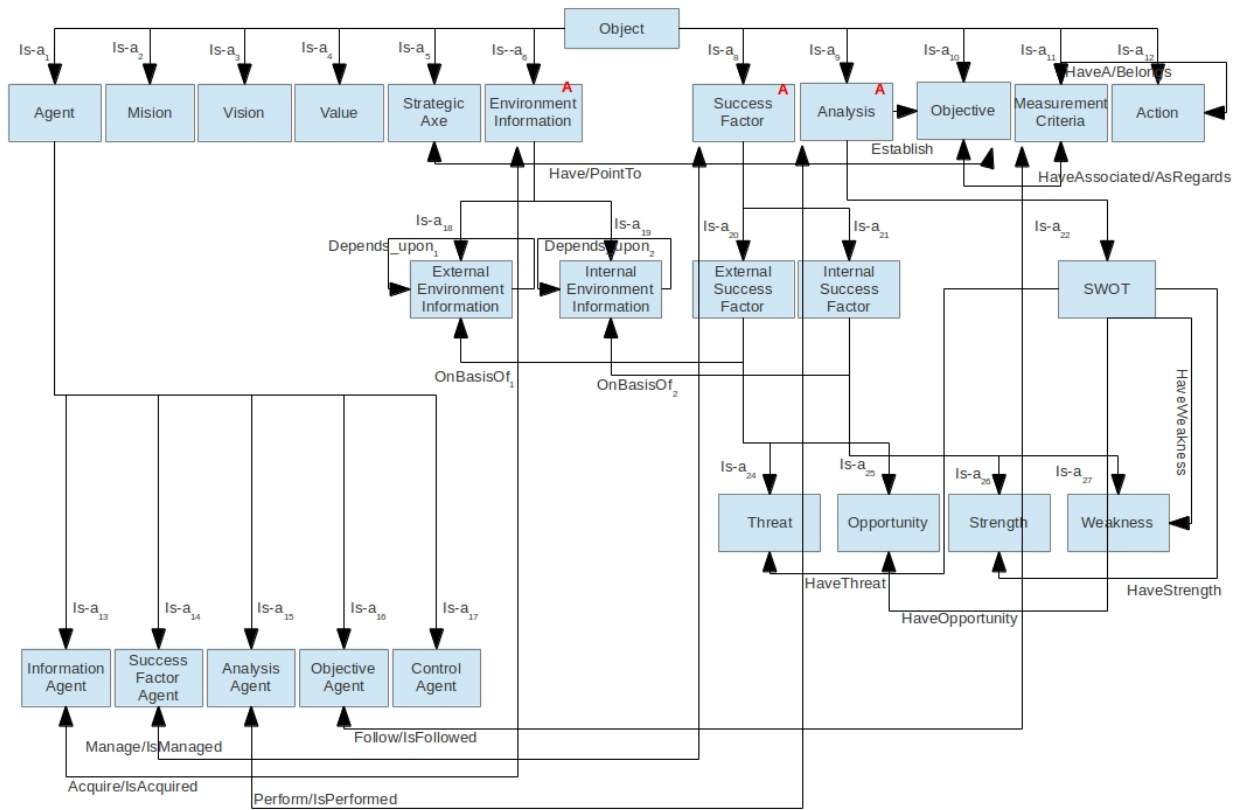 Object
Is-a1
Is-a2
Is-a3
Is-a4
Is-a5
Is--a6
Is-a8
Is-a9
Is-a10
Is-a11
Is-a12
HaveA/Belongs
Agent
Mision
Vision
Value
Strategic
Axe
A
Environment
Information
A
Success
Factor
A
Analysis
Objective
Measurement
Criteria
Action
Establish
Have/PointTo
HaveAssociated/AsRegards
Is-a18
Is-a19
Is-a20
Is-a21
Is-a22
Depends_upon1
Depends_upon2
External
Environment
Information
Internal
Environment
Information
External
Success
Factor
Internal
Success
Factor
SWOT
OnBasisOf1
OnBasisOf2
HaveWeakness
Is-a24
Is-a25
Is-a26
Is-a27
Threat
Opportunity
Strength
Weakness
HaveThreat
HaveStrength
HaveOpportunity
Is-a13
Is-a14
Is-a15
Is-a16
Is-a17
Information
Agent
Success
Factor
Agent
Analysis
Agent
Objective
Agent
Control
Agent
Follow/IsFollowed
Manage/IsManaged
Acquire/IsAcquired
Perform/IsPerformed